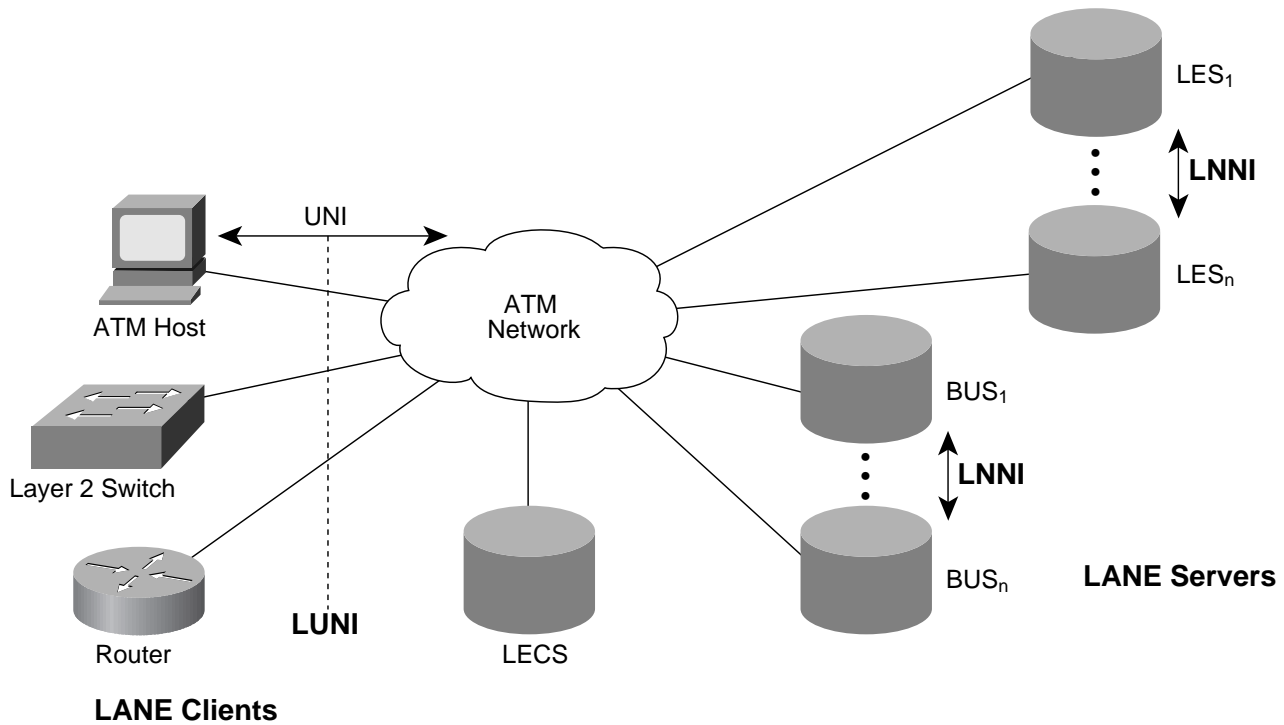 LES1
LNNI
UNI
LESn
ATM Host
ATM
Network
BUS1
Layer 2 Switch
LNNI
BUSn
LANE Servers
LUNI
Router
LECS
LANE Clients